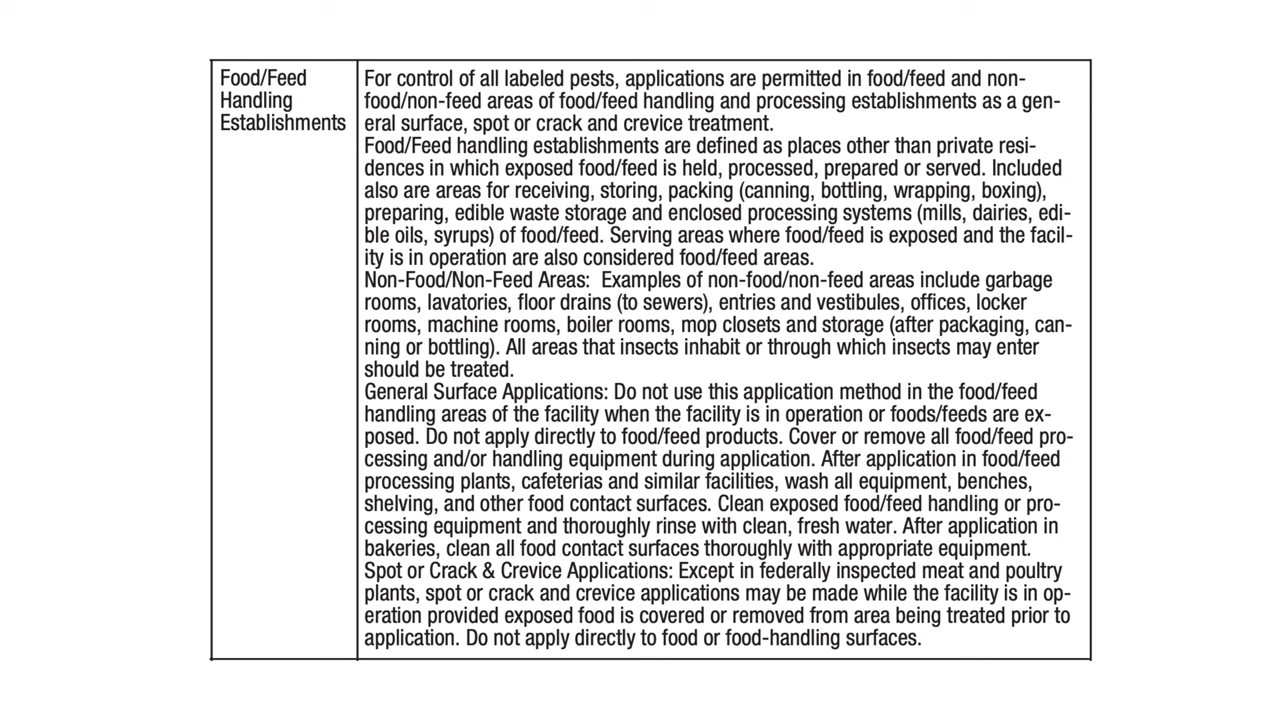 Food/Feed
Handling
Establishments
For control of all labeled pests, applications are permitted in food/feed and non-
food/non-feed areas of food/feed handling and processing establishments as a gen-
eral surface, spot or crack and crevice treatment.
Food/Feed handling establishments are defined as places other than private resi-
dences in which exposed food/feed is held, processed, prepared or served. Included
also are areas for receiving, storing, packing (canning, bottling, wrapping, boxing),
preparing, edible waste storage and enclosed processing systems (mills, dairies, edi-
ble oils, syrups) of food/feed. Serving areas where food/feed is exposed and the facil-
ity is in operation are also considered food/feed areas.
Non-Food/Non-Feed Areas:  Examples of non-food/non-feed areas include garbage
rooms, lavatories, floor drains (to sewers), entries and vestibules, offices, locker
rooms, machine rooms, boiler rooms, mop closets and storage (after packaging, can-
ning or bottling). All areas that insects inhabit or through which insects may enter
should be treated.
General Surface Applications: Do not use this application method in the food/feed
handling areas of the facility when the facility is in operation or foods/feeds are ex-
posed. Do not apply directly to food/feed products. Cover or remove all food/feed pro-
cessing and/or handling equipment during application. After application in food/feed
processing plants, cafeterias and similar facilities, wash all equipment, benches,
shelving, and other food contact surfaces. Clean exposed food/feed handling or pro-
cessing equipment and thoroughly rinse with clean, fresh water. After application in
bakeries, clean all food contact surfaces thoroughly with appropriate equipment.
Spot or Crack & Crevice Applications: Except in federally inspected meat and poultry
plants, spot or crack and crevice applications may be made while the facility is in op-
eration provided exposed food is covered or removed from area being treated prior to
application. Do not apply directly to food or food-handling surfaces.